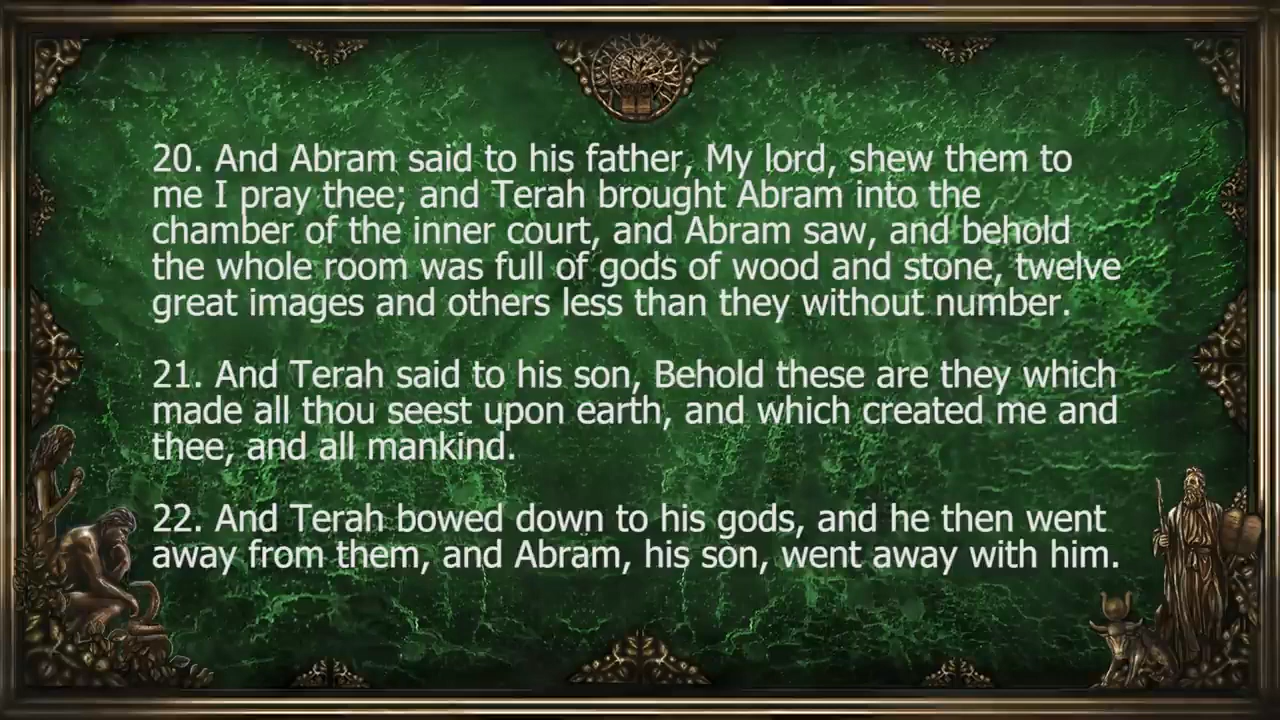 20. And Abram said to his father, My lord, shew them to
me I pray thee; and Terah brought Abram into the
chamber of the inner court, and Abram saw, and behold
the whole room was full of gods of wood and stone, twelve
great images and others less than they without number.
21. And Terah said to his son, Behold these are they which
made all thou seest upon earth, and which created me and
thee, and all mankind.
22. And Terah bowed down to his gods, and he then went
away from them, and Abram, his son, went away with him.